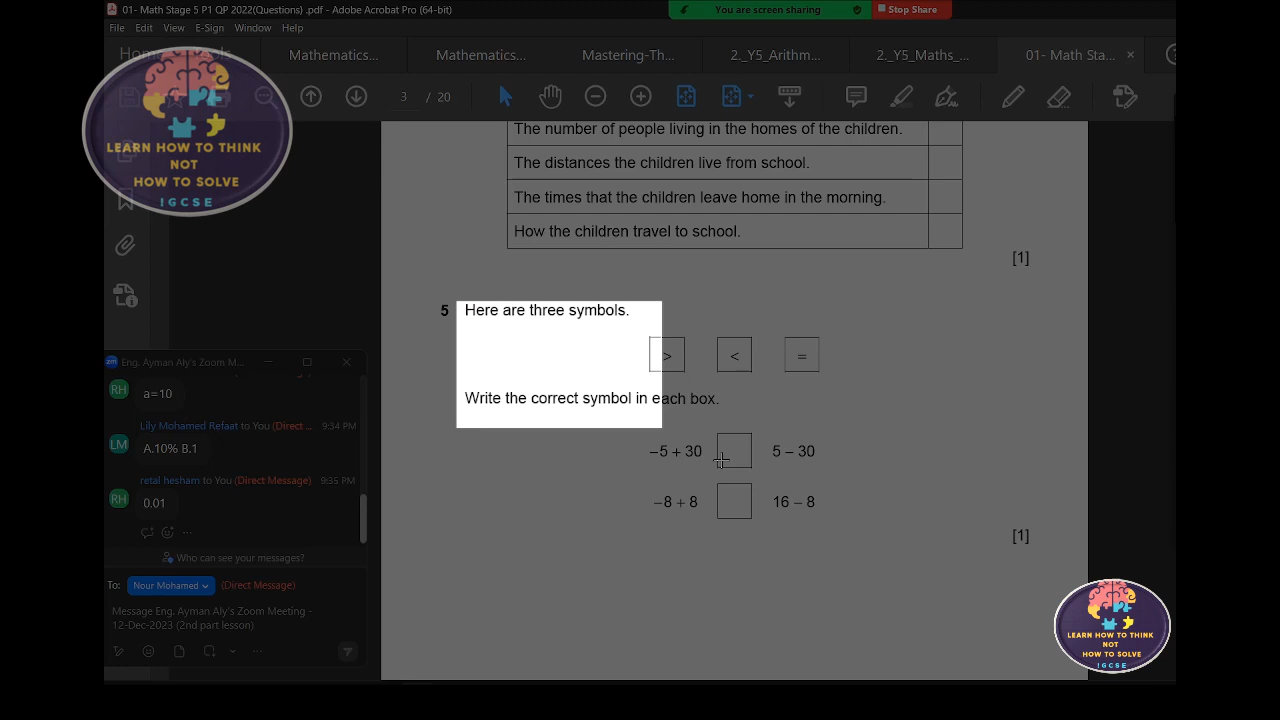 01- Math Stage 5 P1 QP 2022(Questions) .pdf - Adobe Acrobat Pro (64-bit)
You are screen sharing
Stop Share
File Edit View E-Sign Window Help
Mathematics...
Mathematics...
Mastering-Th...
2._Y5_Arithm...
2._Y5_Maths_...
01- Math Sta... ×
3 / 20
LEARN HOW TO THINK
NOT
HOW TO SOLVE
IGCSE
The number of people living in the homes of the children.
The distances the children live from school.
The times that the children leave home in the morning.
How the children travel to school.
[1]
5 Here are three symbols.
> < =
Write the correct symbol in each box.
−5 + 30 5 − 30
−8 + 8 16 − 8
[1]
zm Eng. Ayman Aly's Zoom M...
RH a=10
Lily Mohamed Refaat to You (Direct ... 9:34 PM
LM A.10% B.1
retal hesham to You (Direct Message) 9:35 PM
RH 0.01
Who can see your messages?
To: Nour Mohamed (Direct Message)
Message Eng. Ayman Aly's Zoom Meeting -
12-Dec-2023 (2nd part lesson)
LEARN HOW TO THINK
NOT
HOW TO SOLVE
IGCSE